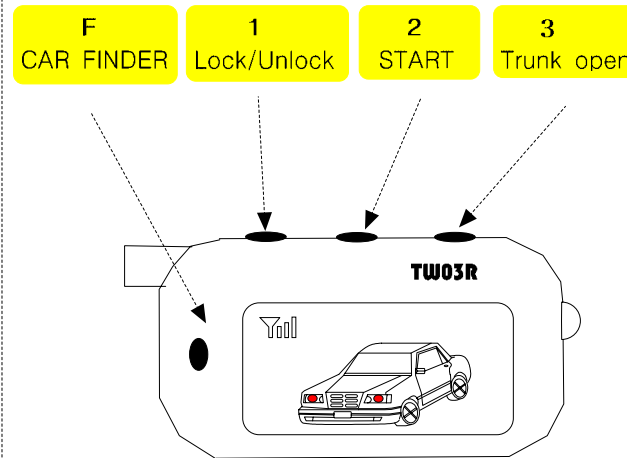 F
CAR FINDER
1
Lock/Unlock
2
START
3
Trunk open
TW03R